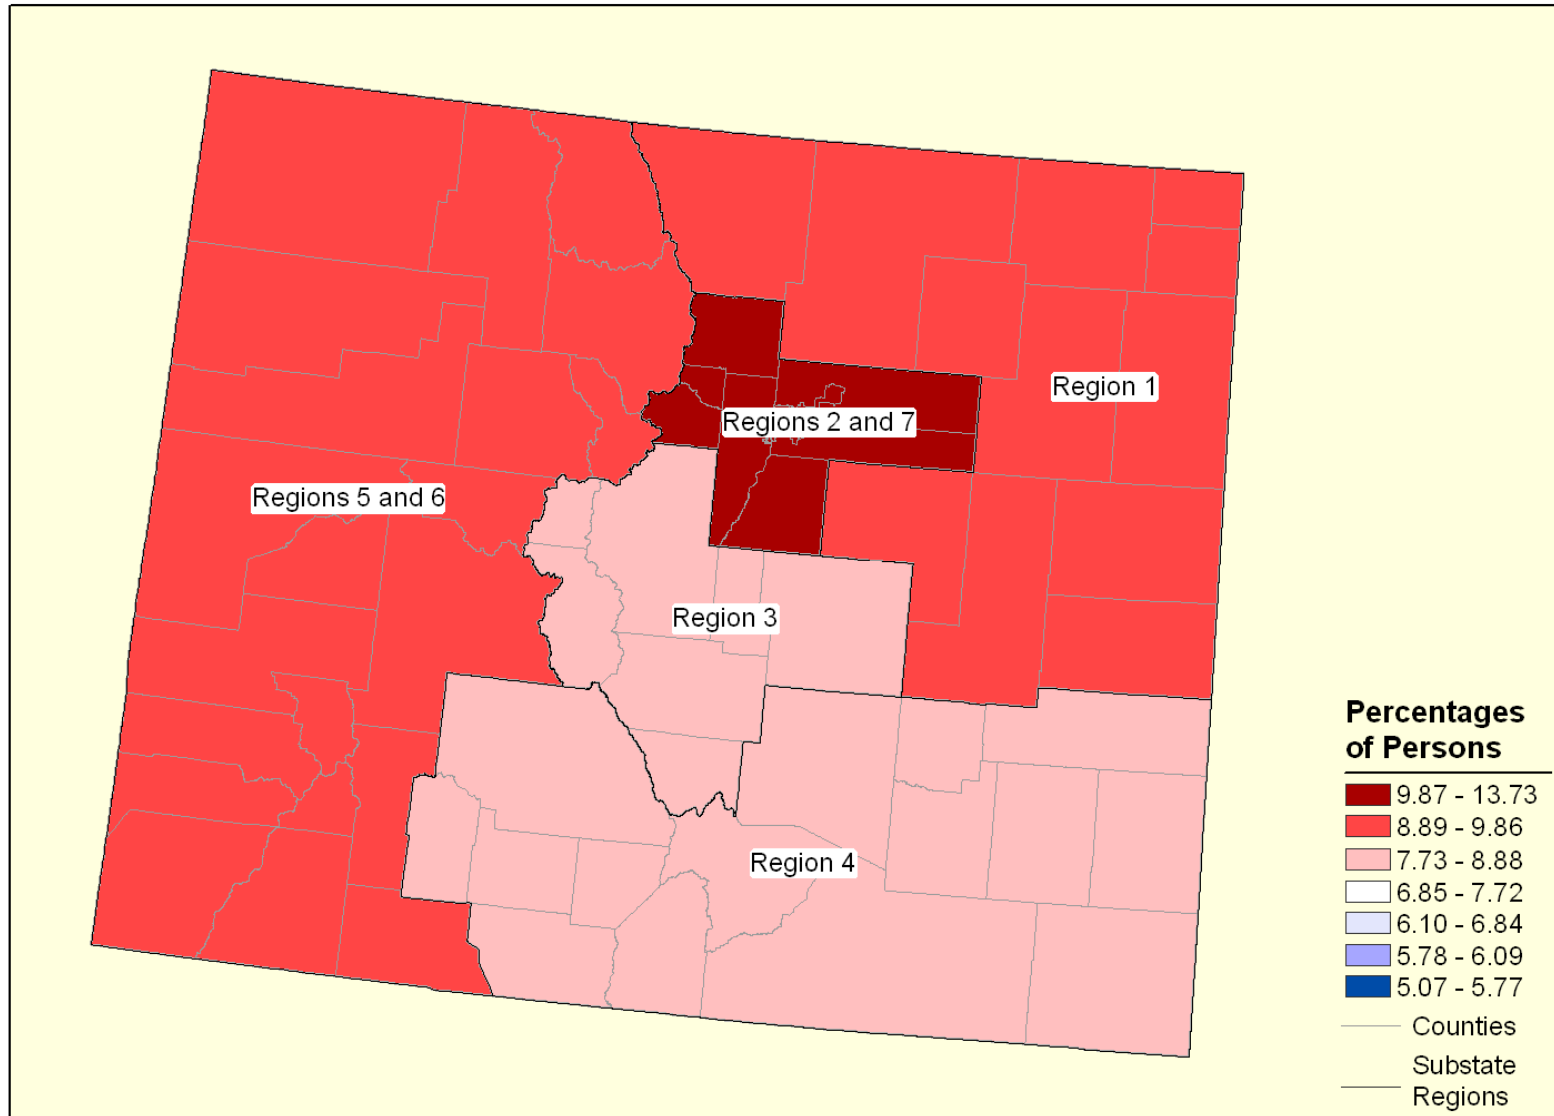 Region 1
Regions 2 and 7
Regions 5 and 6
Region 3
Region 4
Percentages
of Persons
9.87 - 13.73
8.89 - 9.86
7.73 - 8.88
6.85 - 7.72
6.10 - 6.84
5.78 - 6.09
5.07 - 5.77
Counties
Substate
Regions